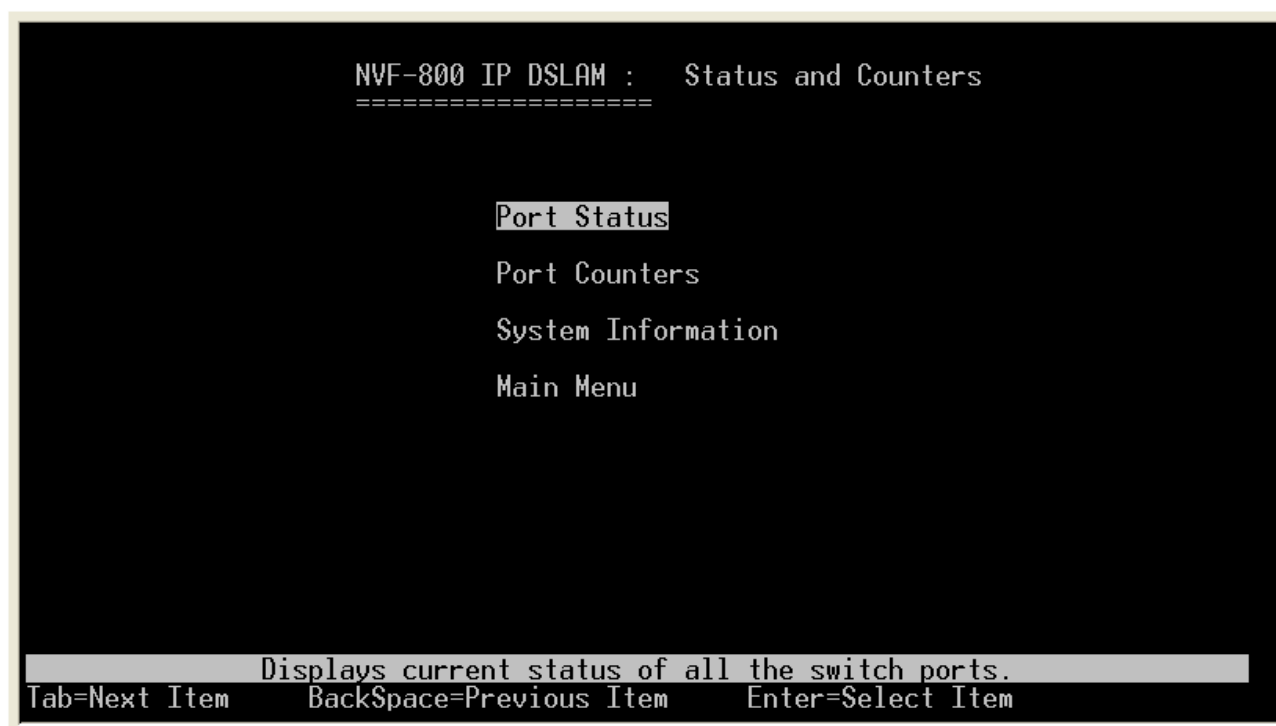 NVF-800 IP DSLAM :   Status and Counters
===================
Port Status
Port Counters
System Information
Main Menu
Displays current status of all the switch ports.
Tab=Next Item     BackSpace=Previous Item     Enter=Select Item